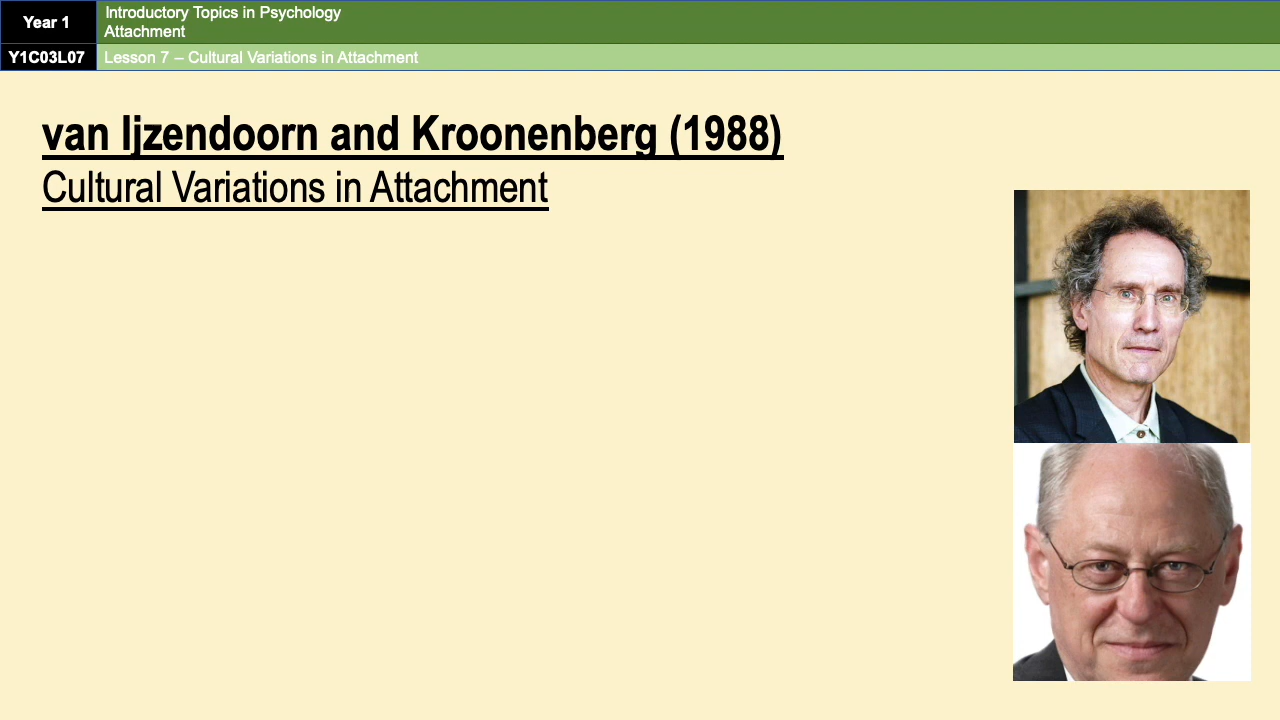 Year 1
Introductory Topics in Psychology
Attachment
Y1C03L07
Lesson 7 – Cultural Variations in Attachment
van Ijzendoorn and Kroonenberg (1988)
Cultural Variations in Attachment